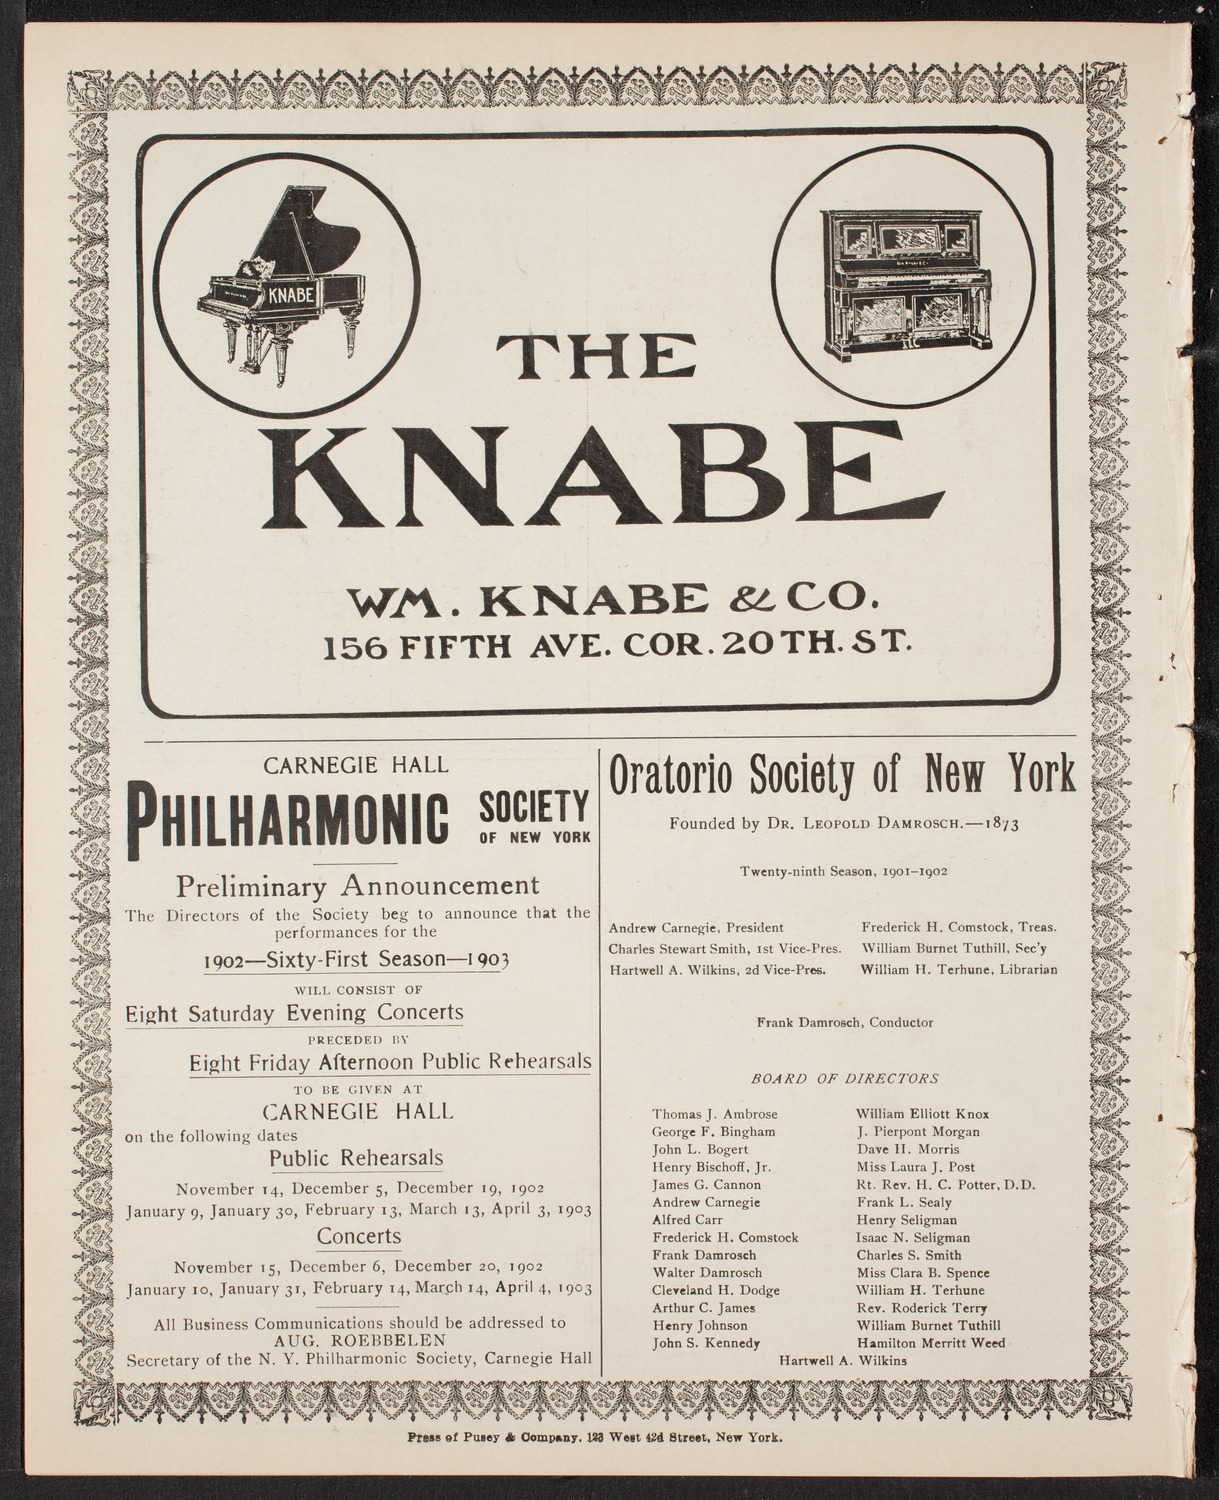 KNABE
THE
KNABE
WM. KNABE & CO.
156 FIFTH AVE. COR. 20TH. ST.
CARNEGIE HALL
PHILHARMONIC SOCIETY
OF NEW YORK
Preliminary Announcement
The Directors of the Society beg to announce that the
performances for the
1902—Sixty-First Season—1903
WILL CONSIST OF
Eight Saturday Evening Concerts
PRECEDED BY
Eight Friday Afternoon Public Rehearsals
TO BE GIVEN AT
CARNEGIE HALL
on the following dates
Public Rehearsals
November 14, December 5, December 19, 1902
January 9, January 30, February 13, March 13, April 3, 1903
Concerts
November 15, December 6, December 20, 1902
January 10, January 31, February 14, March 14, April 4, 1903
All Business Communications should be addressed to
AUG. ROEBBELEN
Secretary of the N. Y. Philharmonic Society, Carnegie Hall
Oratorio Society of New York
Founded by DR. LEOPOLD DAMROSCH.—1873
Twenty-ninth Season, 1901–1902
Andrew Carnegie, President
Charles Stewart Smith, 1st Vice-Pres.
Hartwell A. Wilkins, 2d Vice-Pres.
Frederick H. Comstock, Treas.
William Burnet Tuthill, Sec'y
William H. Terhune, Librarian
Frank Damrosch, Conductor
BOARD OF DIRECTORS
Thomas J. Ambrose
George F. Bingham
John L. Bogert
Henry Bischoff, Jr.
James G. Cannon
Andrew Carnegie
Alfred Carr
Frederick H. Comstock
Frank Damrosch
Walter Damrosch
Cleveland H. Dodge
Arthur C. James
Henry Johnson
John S. Kennedy
William Elliott Knox
J. Pierpont Morgan
Dave H. Morris
Miss Laura J. Post
Rt. Rev. H. C. Potter, D.D.
Frank L. Sealy
Henry Seligman
Isaac N. Seligman
Charles S. Smith
Miss Clara B. Spence
William H. Terhune
Rev. Roderick Terry
William Burnet Tuthill
Hamilton Merritt Weed
Hartwell A. Wilkins
Press of Pusey & Company, 123 West 42d Street, New York.